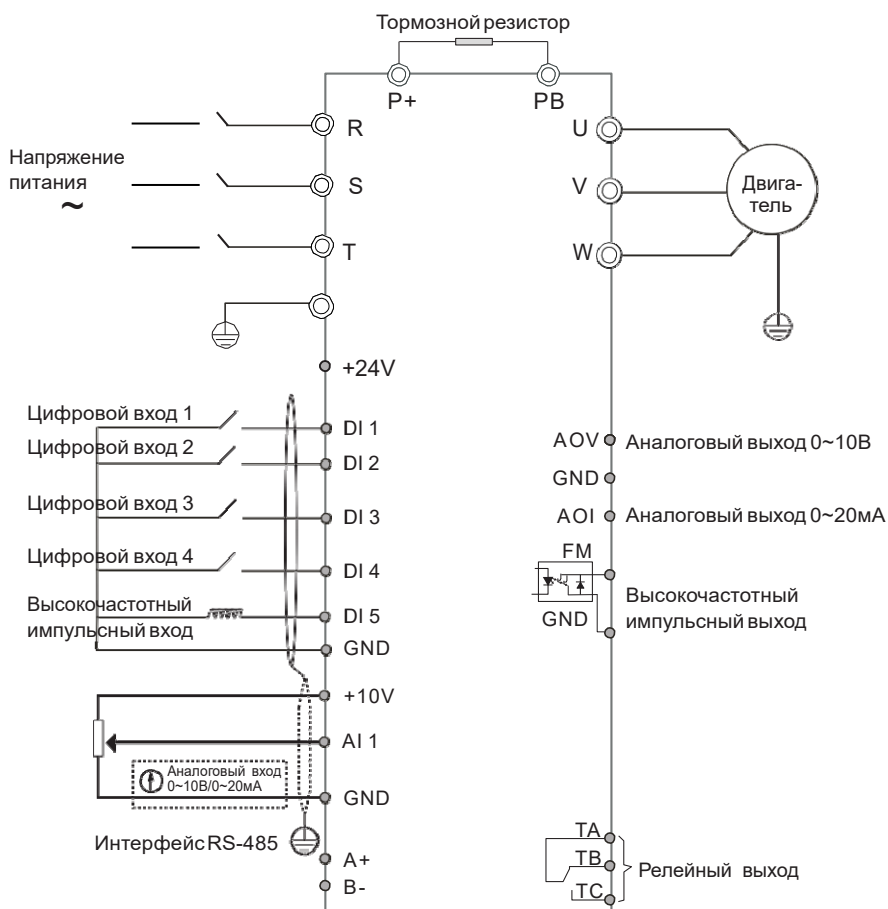 Тормозной резистор
P+
PB
R
U
Напряжение
питания
~
S
V
Двига-
тель
T
W
+24V
Цифровой вход 1
DI 1
Цифровой вход 2
DI 2
Цифровой вход 3
DI 3
Цифровой вход 4
DI 4
Высокочастотный
импульсный вход
DI 5
GND
+10V
AI 1
Аналоговый вход
0~10В/0~20мА
GND
Интерфейс RS-485
A+
B-
AOV
Аналоговый выход 0~10В
GND
AOI
Аналоговый выход 0~20мА
FM
GND
Высокочастотный
импульсный выход
TA
TB
TC
Релейный выход